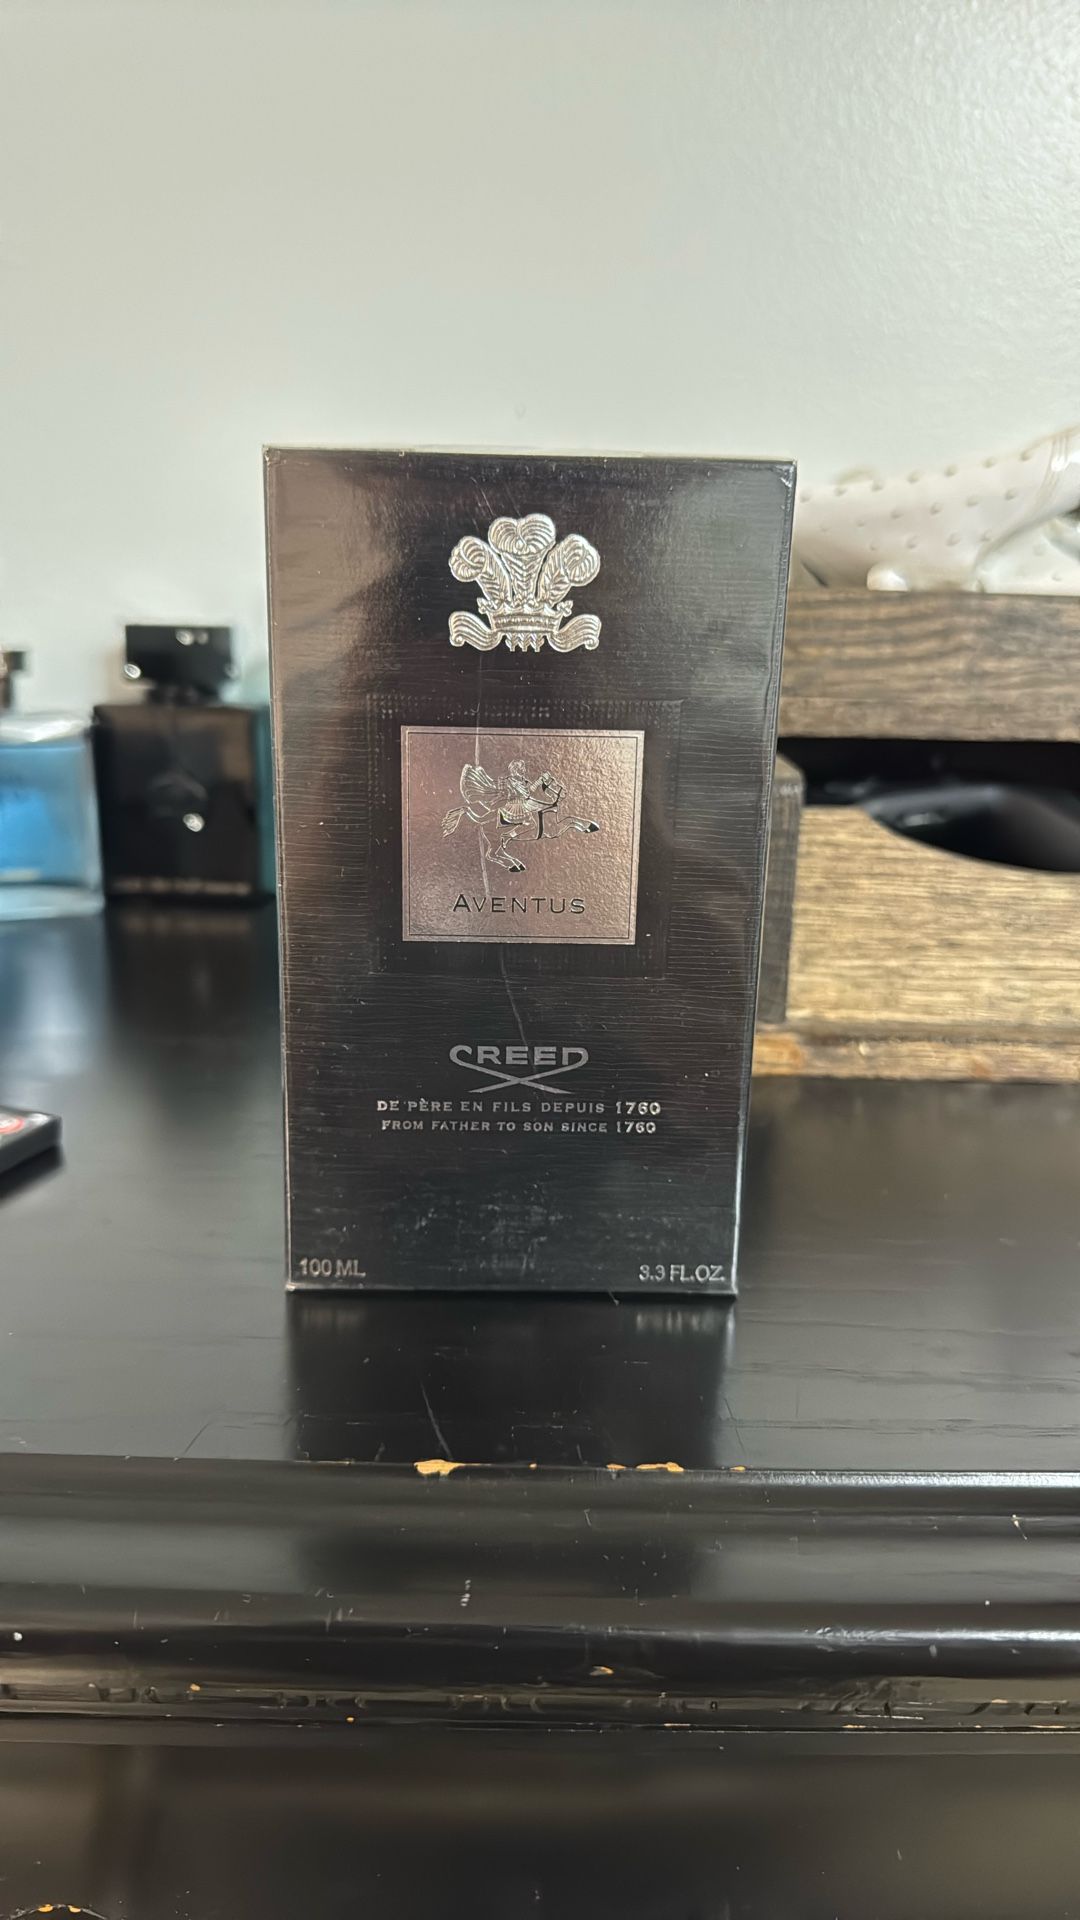 AVENTUS
CREED
DE PÈRE EN FILS DEPUIS 1760
FROM FATHER TO SON SINCE 1760
100 ML
3.3 FL.OZ.